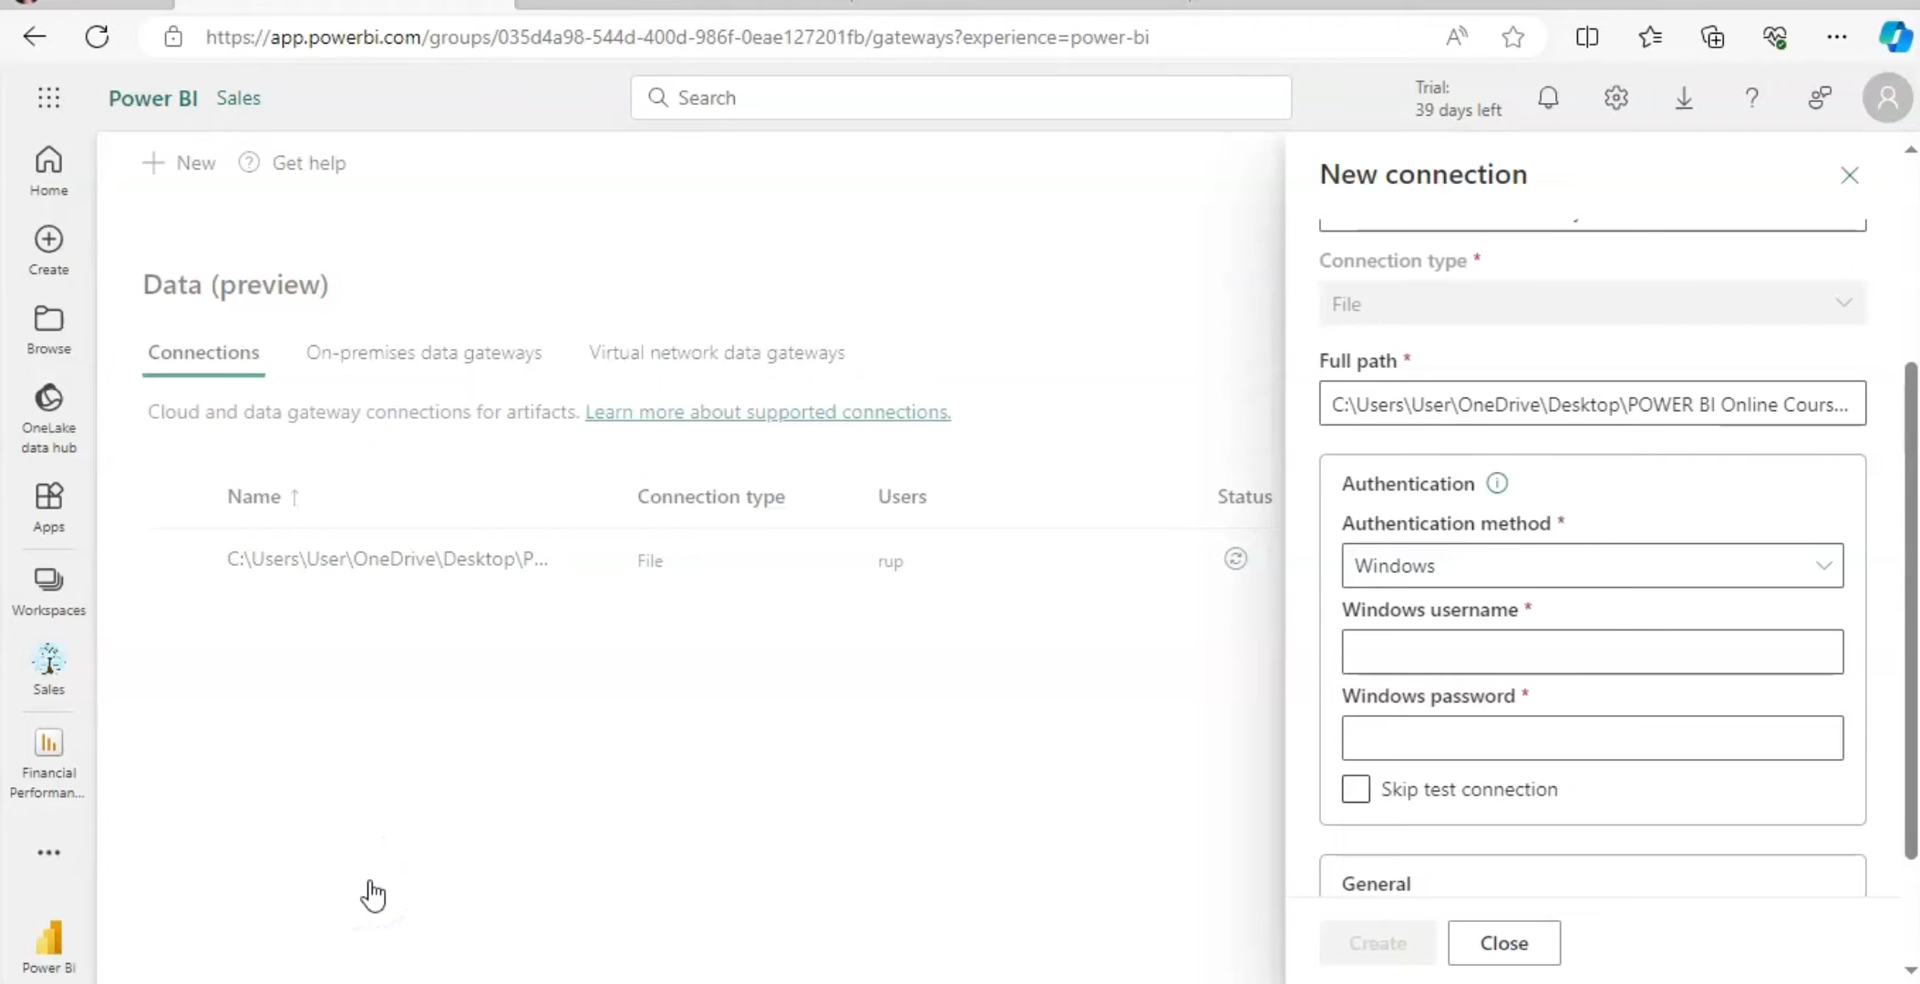 https://app.powerbi.com/groups/035d4a98-544d-400d-986f-0eae127201fb/gateways?experience=power-bi
Power BI Sales
Search
Trial:
39 days left
Home
Create
Browse
OneLake
data hub
Apps
Workspaces
Sales
Financial
Performan...
Power BI
New
Get help
Data (preview)
Connections
On-premises data gateways
Virtual network data gateways
Cloud and data gateway connections for artifacts. Learn more about supported connections.
Name ↑
Connection type
Users
Status
C:\Users\User\OneDrive\Desktop\P...
File
rup
New connection
Connection type *
File
Full path *
C:\Users\User\OneDrive\Desktop\POWER BI Online Cours...
Authentication
Authentication method *
Windows
Windows username *
Windows password *
Skip test connection
General
Create
Close